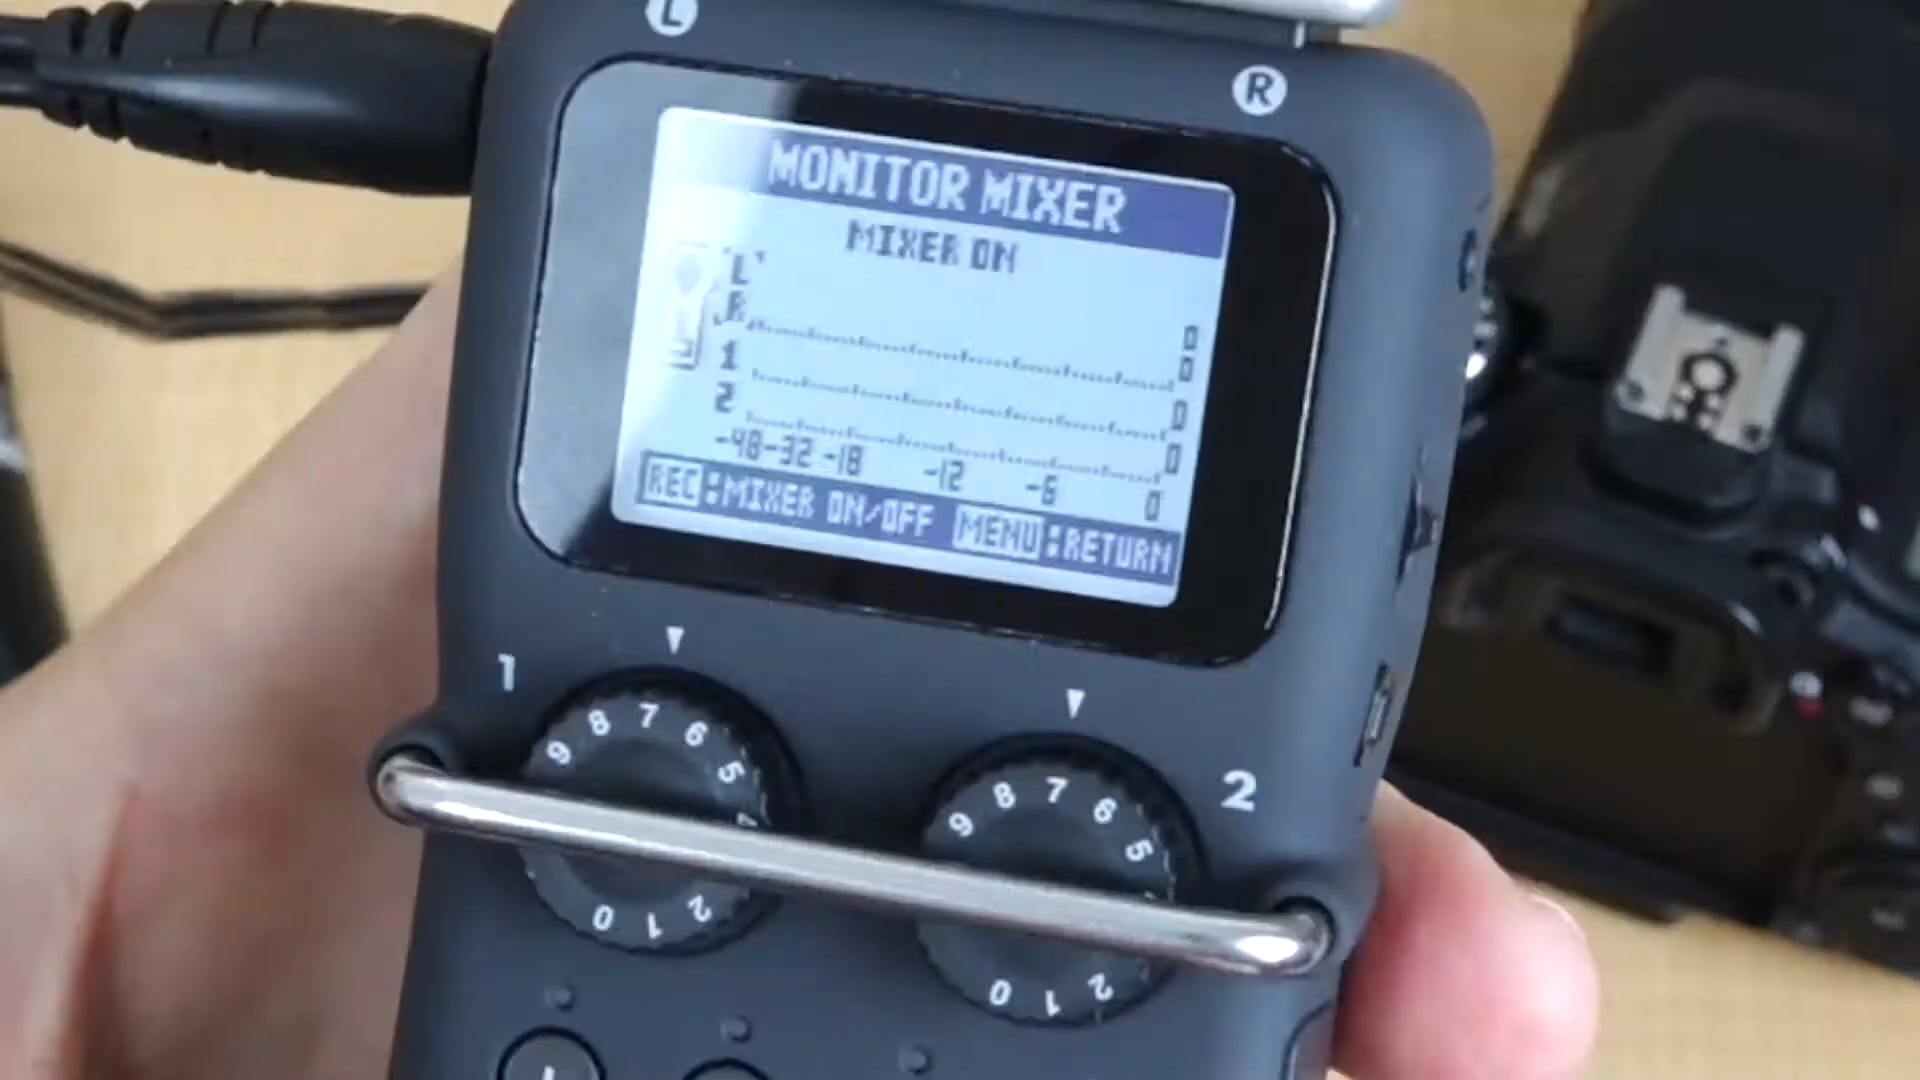 L
R
MONITOR MIXER
MIXER ON
L
R
0
0
1
0
2
0
-48 -32 -18 -12 -6 0
REC:MIXER ON/OFF MENU:RETURN
1
9 8 7 6 5 4
2 1 0
2
9 8 7 6 5
2 1 0